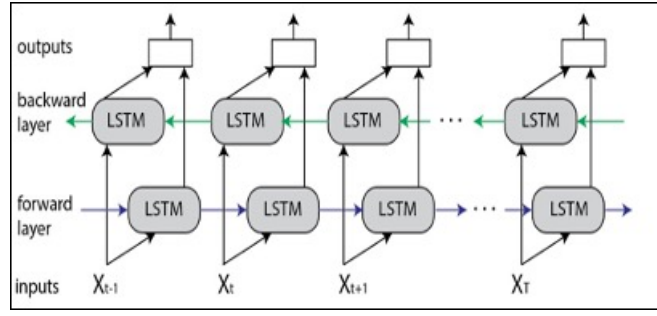 outputs
backward
layer
LSTM LSTM LSTM ... LSTM
forward
layer
LSTM LSTM LSTM ... LSTM
inputs Xt-1 Xt Xt+1 XT